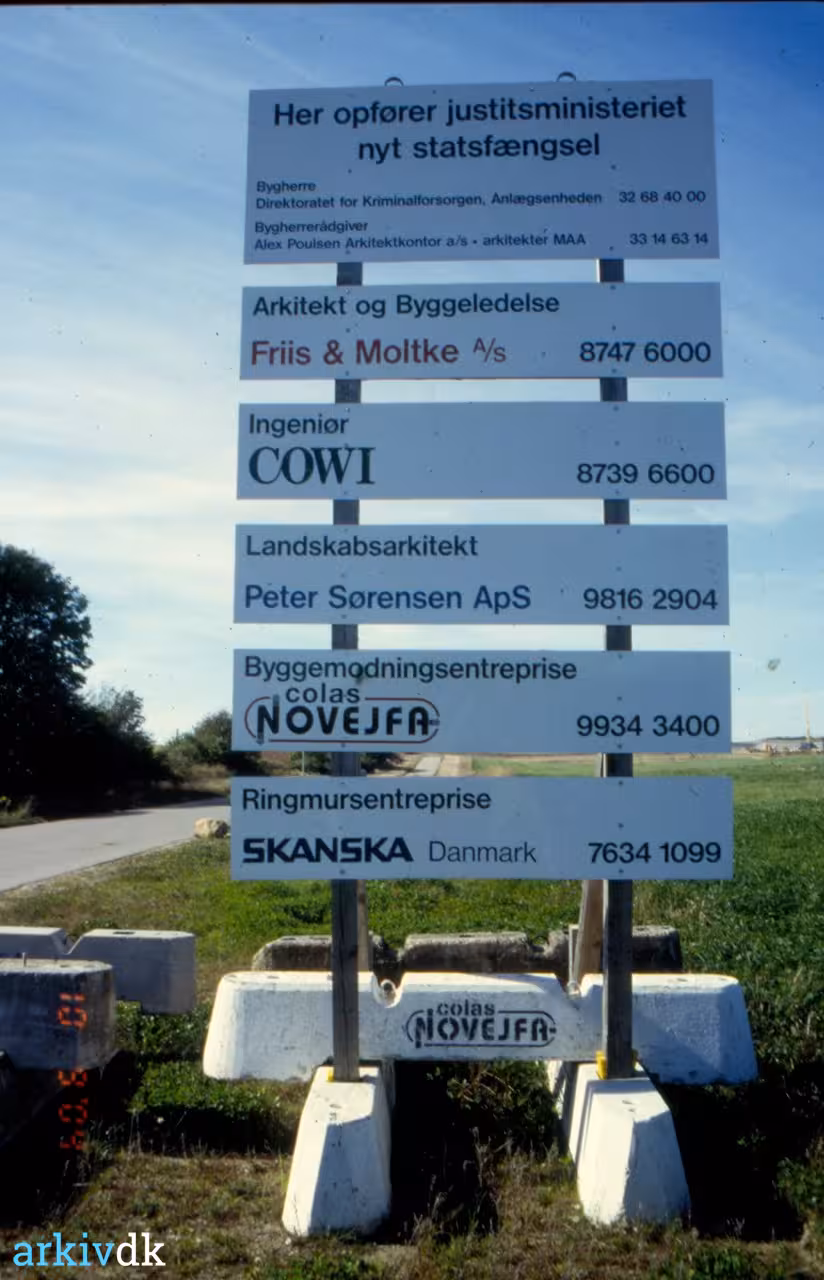 Her opfører justitsministeriet
nyt statsfængsel
Bygherre
Direktoratet for Kriminalforsorgen, Anlægsenheden 32 68 40 00
Bygherrerådgiver
Alex Poulsen Arkitektkontor a/s • arkitekter MAA 33 14 63 14
Arkitekt og Byggeledelse
Friis & Moltke A/s 8747 6000
Ingeniør
COWI 8739 6600
Landskabsarkitekt
Peter Sørensen ApS 9816 2904
Byggemodningsentreprise
colas
NOVEJFA 9934 3400
Ringmursentreprise
SKANSKA Danmark 7634 1099
colas
NOVEJFA
arkivdk